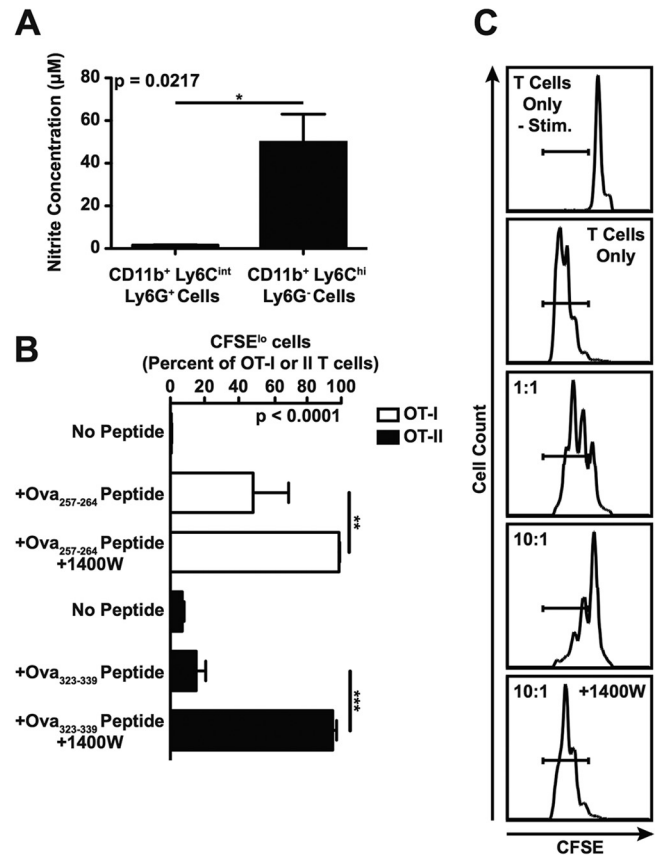 A
Nitrite Concentration (μM)
80
60
40
20
0
p = 0.0217
*
CD11b⁺ Ly6Cⁱⁿᵗ
Ly6G⁺ Cells
CD11b⁺ Ly6Cʰⁱ
Ly6G⁻ Cells
B
CFSEˡᵒ cells
(Percent of OT-I or II T cells)
0 20 40 60 80 100
p < 0.0001
OT-I
OT-II
No Peptide
+Ova₂₅₇₋₂₆₄ Peptide
+Ova₂₅₇₋₂₆₄ Peptide
+1400W
**
No Peptide
+Ova₃₂₃₋₃₃₉ Peptide
+Ova₃₂₃₋₃₃₉ Peptide
+1400W
***
C
Cell Count
T Cells
Only
- Stim.
T Cells
Only
1:1
10:1
10:1 +1400W
CFSE